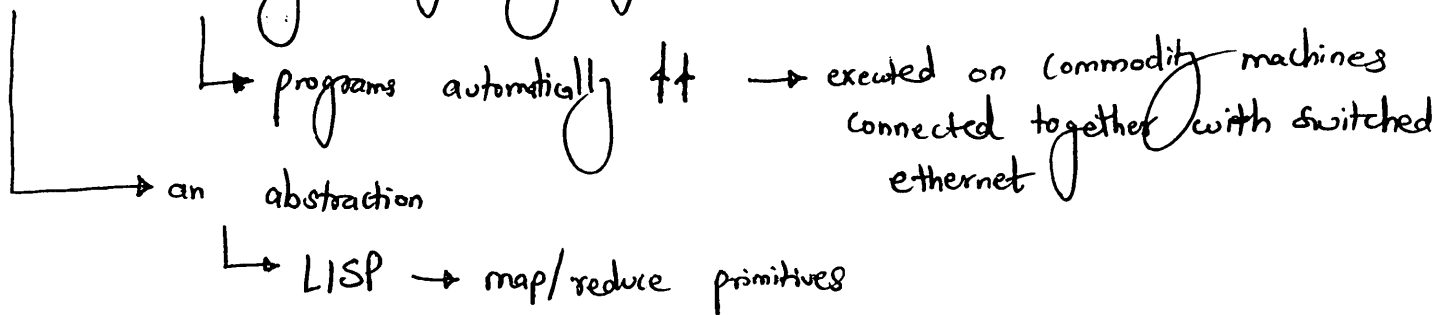 programs automatically → executed on commodity machines
connected together with switched
ethernet
→ an abstraction
→ LISP → map/reduce primitives